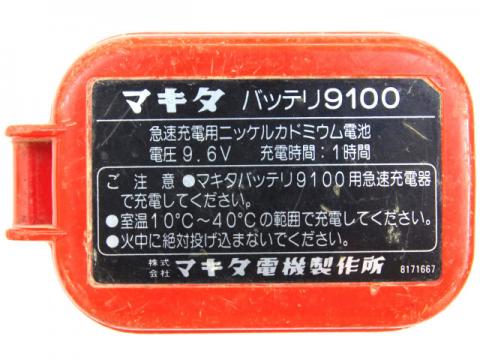 マキタ バッテリ9100
急速充電用ニッケルカドミウム電池
電圧 9.6V 充電時間:1時間
ご注意 ●マキタバッテリ9100用急速充電器
で充電してください。
●室温10°C〜40°Cの範囲で充電してください。
●火中に絶対投げ込まないでください。
株式会社 マキタ電機製作所 8171667